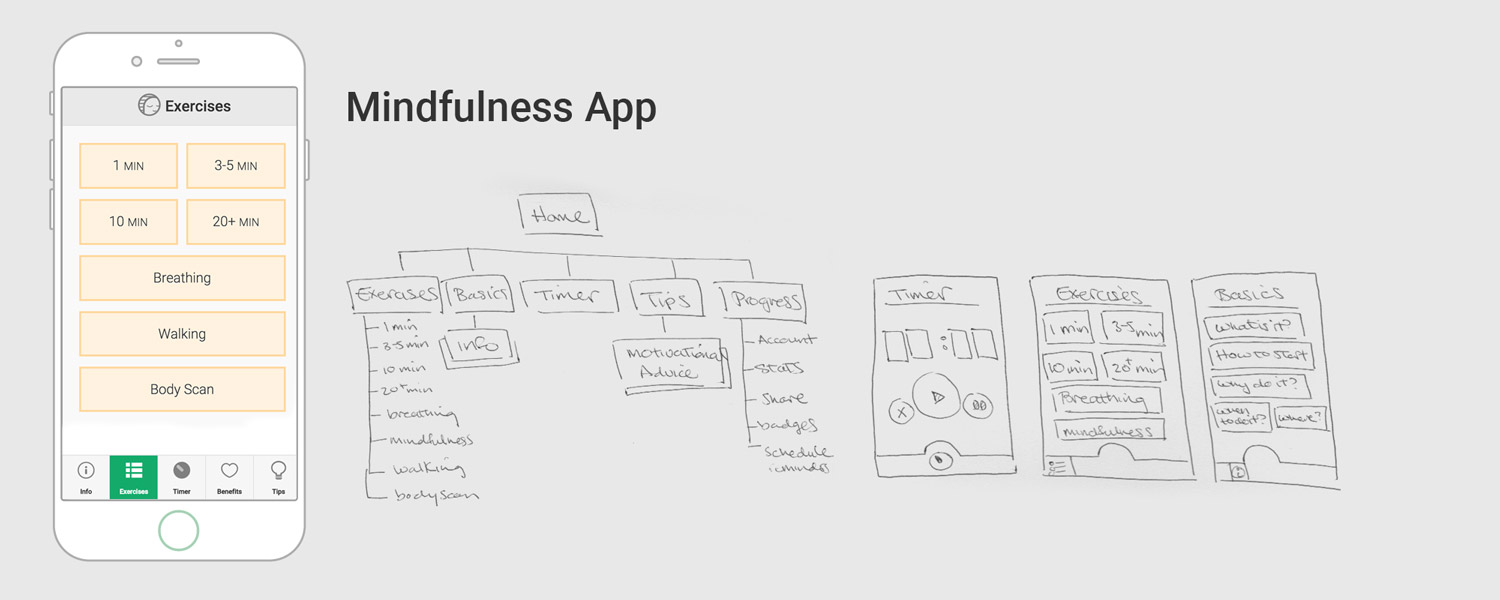 Exercises
1 MIN
3-5 MIN
10 MIN
20+ MIN
Breathing
Walking
Body Scan
Info
Exercises
Timer
Benefits
Tips
Mindfulness App
Home
Exercises
Basics
Timer
Tips
Progress
1 min
3-5 min
10 min
20+ min
breathing
mindfulness
walking
body scan
info
Motivational
Advice
Account
Stats
Share
badges
Schedule
reminders
Timer
Exercises
1 min
3-5 min
10 min
20+ min
Breathing
mindfulness
Basics
what is it?
How to start
why do it?
when
to do it?
where?